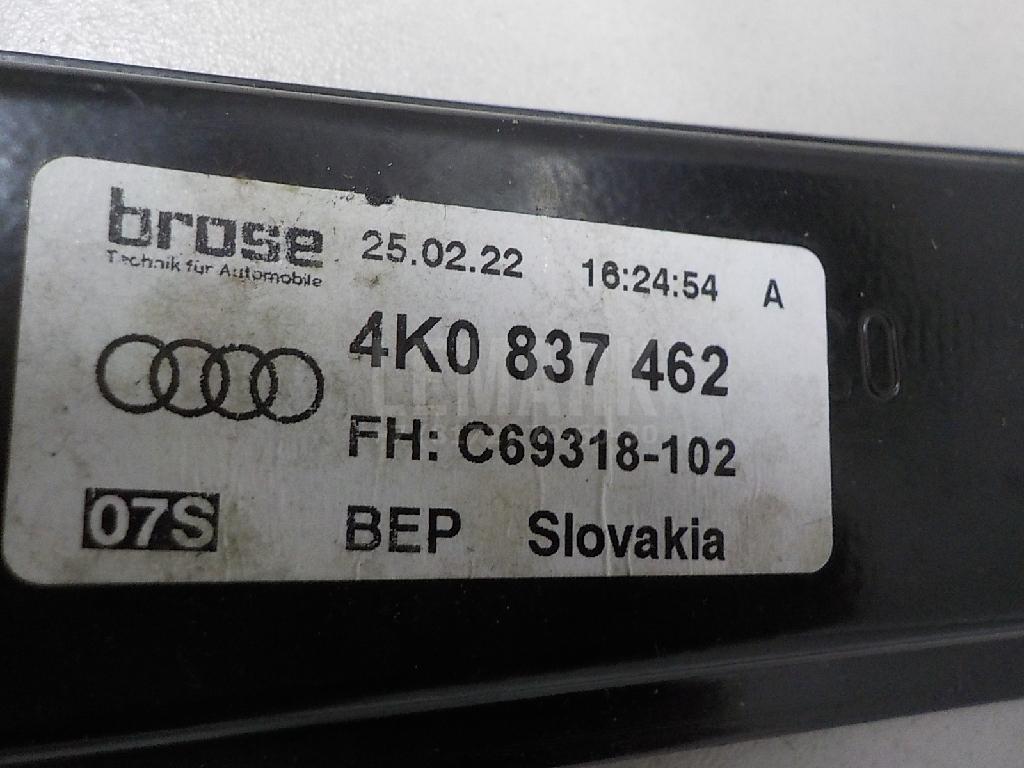 brose 25.02.22 16:24:54 A
Technik für Automobile
4K0 837 462
FH: C69318-102
07S BEP Slovakia